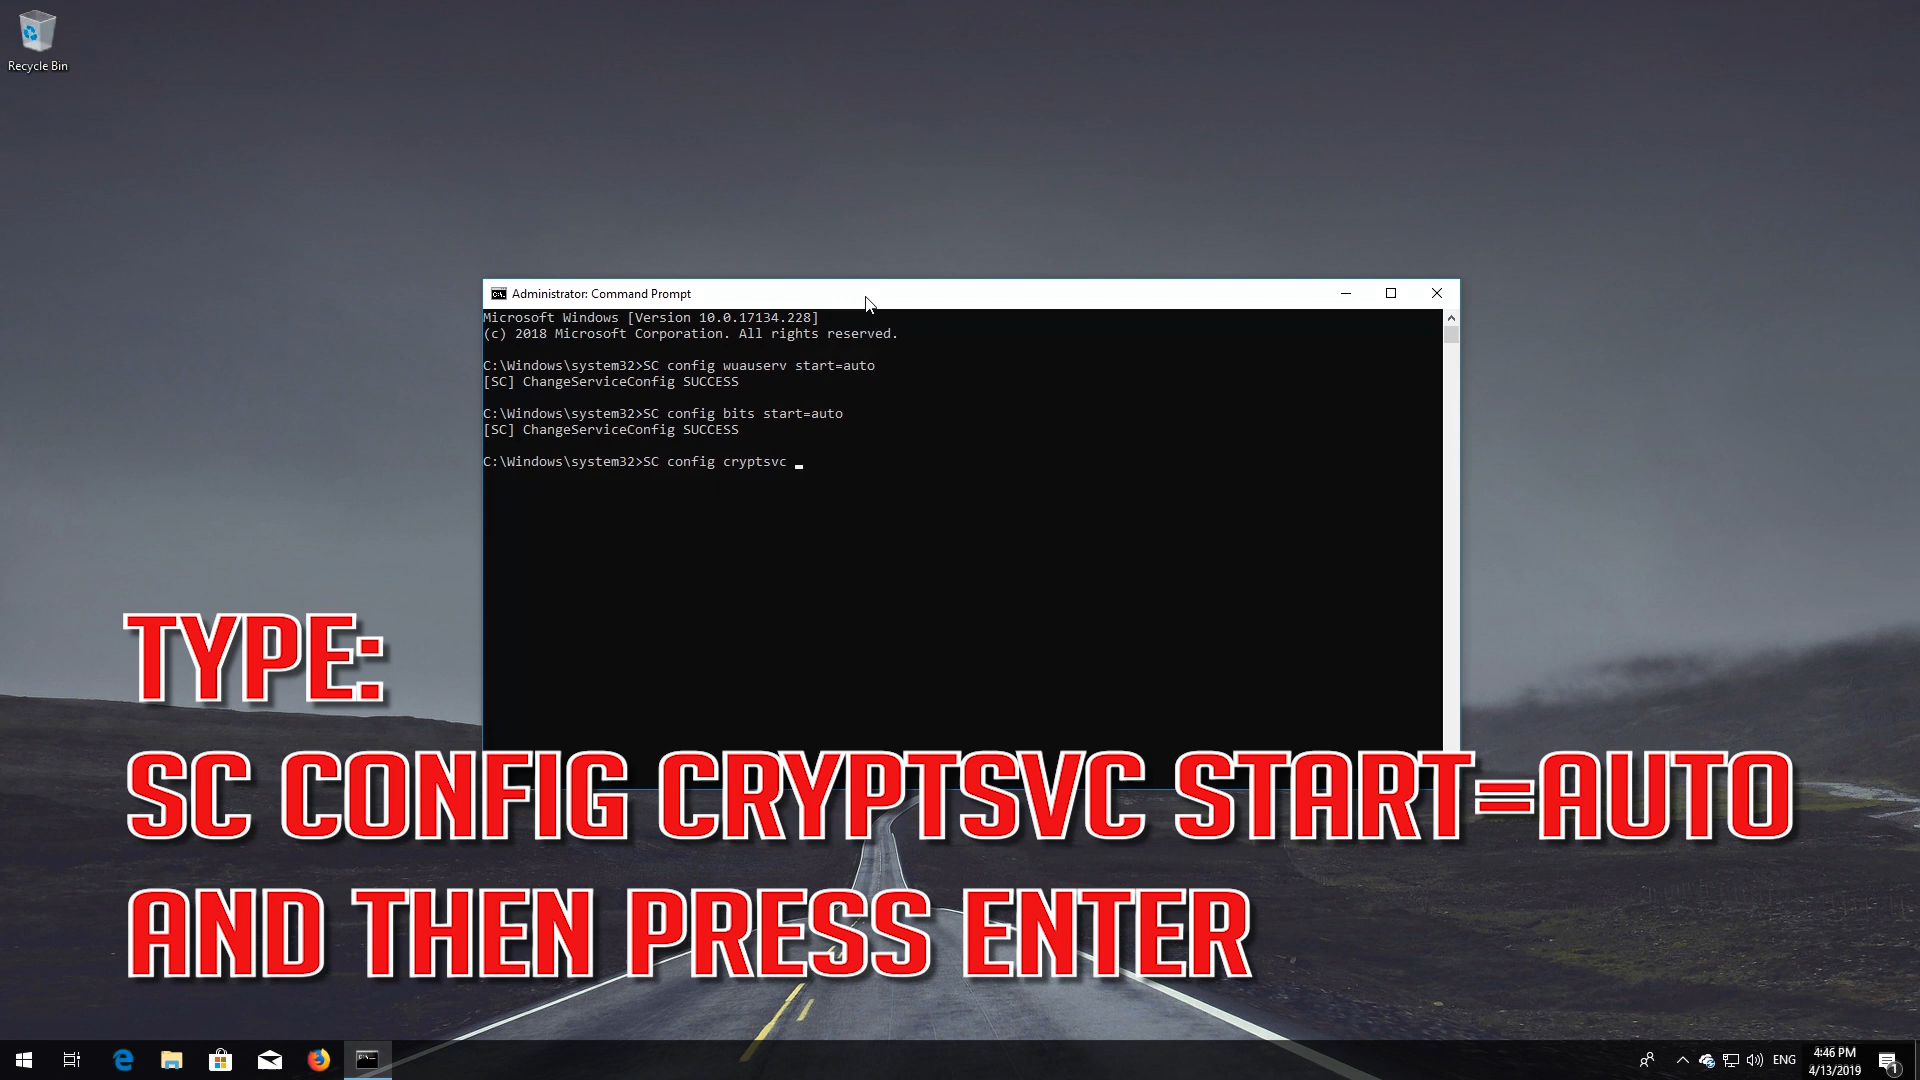 Recycle Bin
Administrator: Command Prompt
Microsoft Windows [Version 10.0.17134.228]
(c) 2018 Microsoft Corporation. All rights reserved.
C:\Windows\system32>SC config wuauserv start=auto
[SC] ChangeServiceConfig SUCCESS
C:\Windows\system32>SC config bits start=auto
[SC] ChangeServiceConfig SUCCESS
C:\Windows\system32>SC config cryptsvc
TYPE:
SC CONFIG CRYPTSVC START=AUTO
AND THEN PRESS ENTER
ENG
4:46 PM
4/13/2019
1